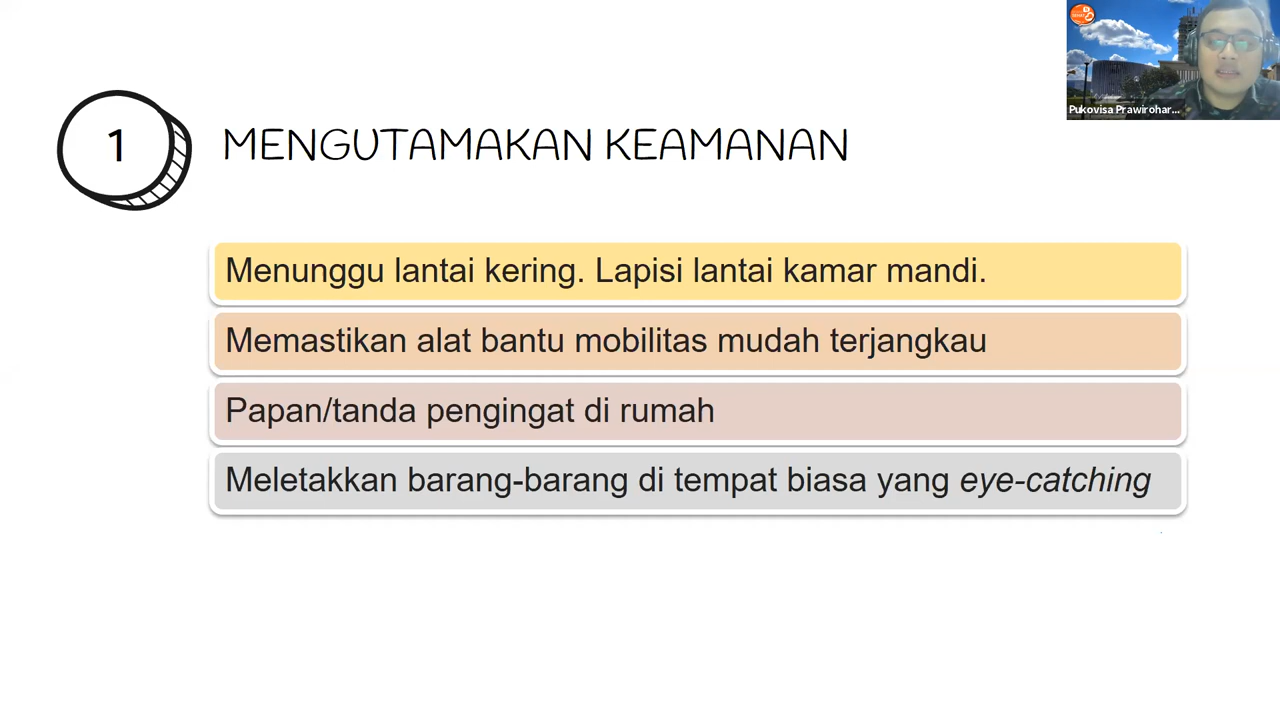 1
MENGUTAMAKAN KEAMANAN
Menunggu lantai kering. Lapisi lantai kamar mandi.
Memastikan alat bantu mobilitas mudah terjangkau
Papan/tanda pengingat di rumah
Meletakkan barang-barang di tempat biasa yang eye-catching
Pukovisa Prawirohar...